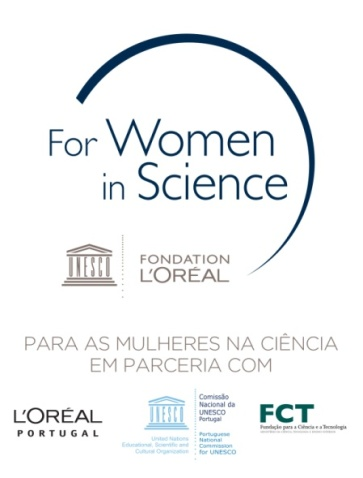 For Women
in Science
UNESCO
FONDATION
L'ORÉAL
PARA AS MULHERES NA CIÊNCIA
EM PARCERIA COM
L'ORÉAL
PORTUGAL
UNESCO
United Nations
Educational, Scientific and
Cultural Organization
Comissão
Nacional da
UNESCO
Portugal
Portuguese
National
Commission
for UNESCO
FCT
Fundação para a Ciência e a Tecnologia